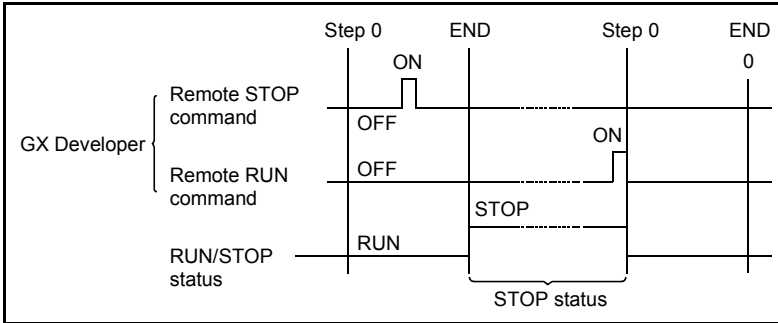 Step 0
END
Step 0
END
0
ON
Remote STOP
command
OFF
GX Developer
ON
Remote RUN
command
OFF
STOP
RUN/STOP
status
RUN
STOP status